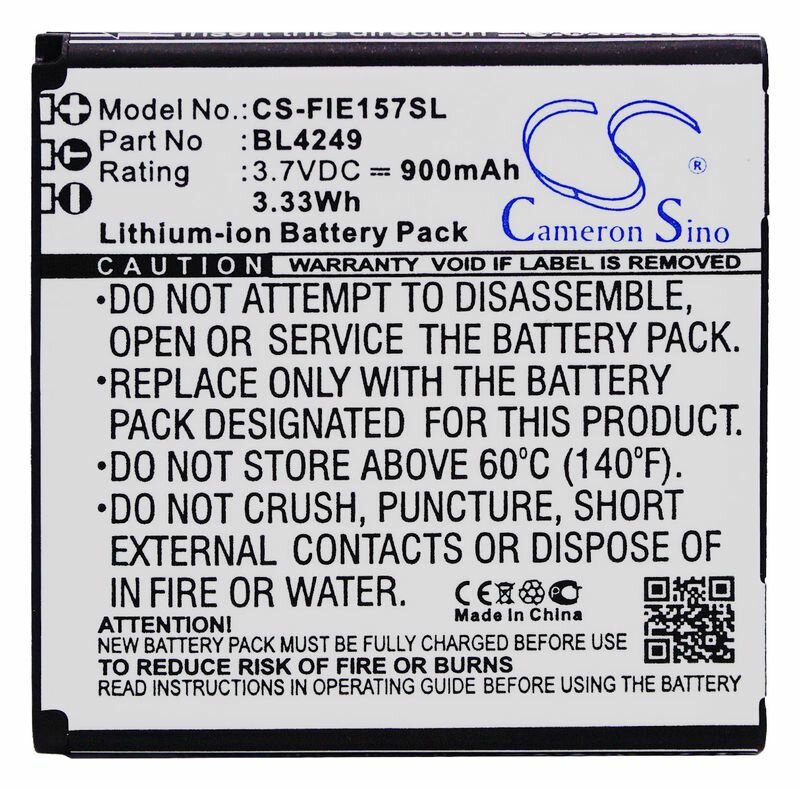 Model No.: CS-FIE157SL
Part No : BL4249
Rating : 3.7VDC = 900mAh
3.33Wh
Lithium-ion Battery Pack
Cameron Sino ®
CAUTION WARRANTY VOID IF LABEL IS REMOVED
•DO NOT ATTEMPT TO DISASSEMBLE,
OPEN OR SERVICE THE BATTERY PACK.
•REPLACE ONLY WITH THE BATTERY
PACK DESIGNATED FOR THIS PRODUCT.
•DO NOT STORE ABOVE 60°C (140°F).
•DO NOT CRUSH, PUNCTURE, SHORT
EXTERNAL CONTACTS OR DISPOSE OF
IN FIRE OR WATER.
CE
Made in China
ATTENTION!
NEW BATTERY PACK MUST BE FULLY CHARGED BEFORE USE
TO REDUCE RISK OF FIRE OR BURNS
READ INSTRUCTIONS IN OPERATING GUIDE BEFORE USING THE BATTERY